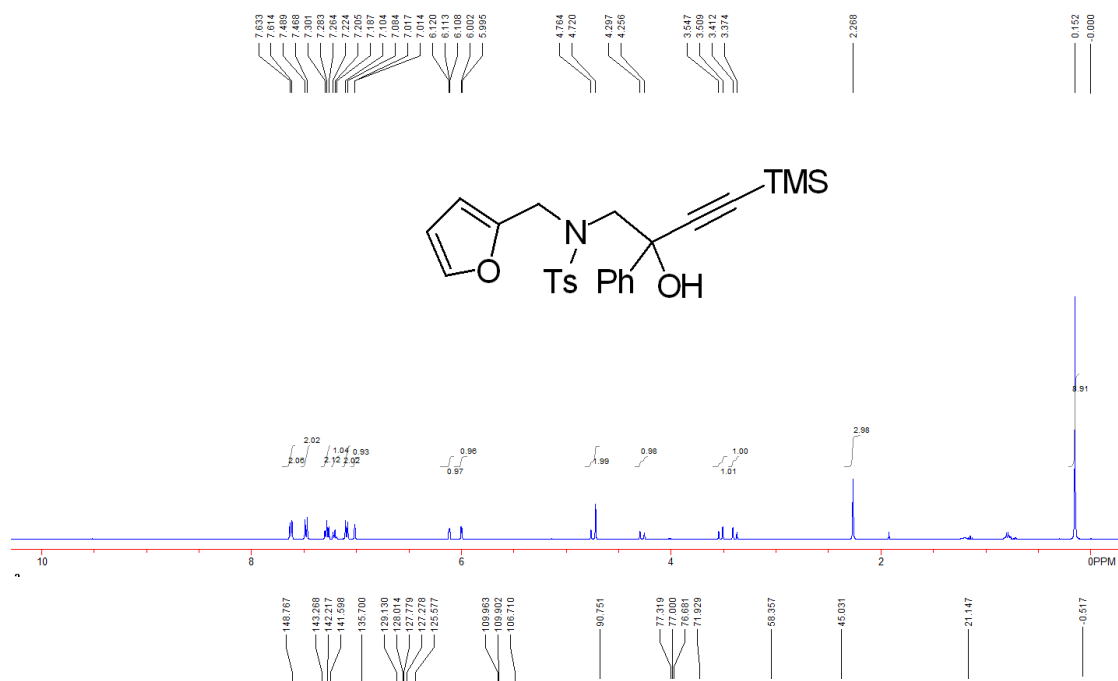 7.633 7.614 7.489 7.468 7.301 7.283 7.264 7.224 7.205 7.187 7.104 7.084 7.017 7.014 6.120 6.113 6.108 6.002 5.995 4.764 4.720 4.297 4.256 3.547 3.509 3.412 3.374 2.268 0.152 -0.000
TMS
N
O
Ts Ph OH
8.91
2.06 2.02 2.12 1.04 2.02 0.93 0.97 0.96 1.99 0.98 1.01 1.00 2.98
10 8 6 4 2 0PPM
148.767 143.268 142.217 141.598 135.700 129.130 128.014 127.779 127.278 125.577 109.963 109.902 106.710 90.751 77.319 77.000 76.681 71.929 58.357 45.031 21.147 -0.517